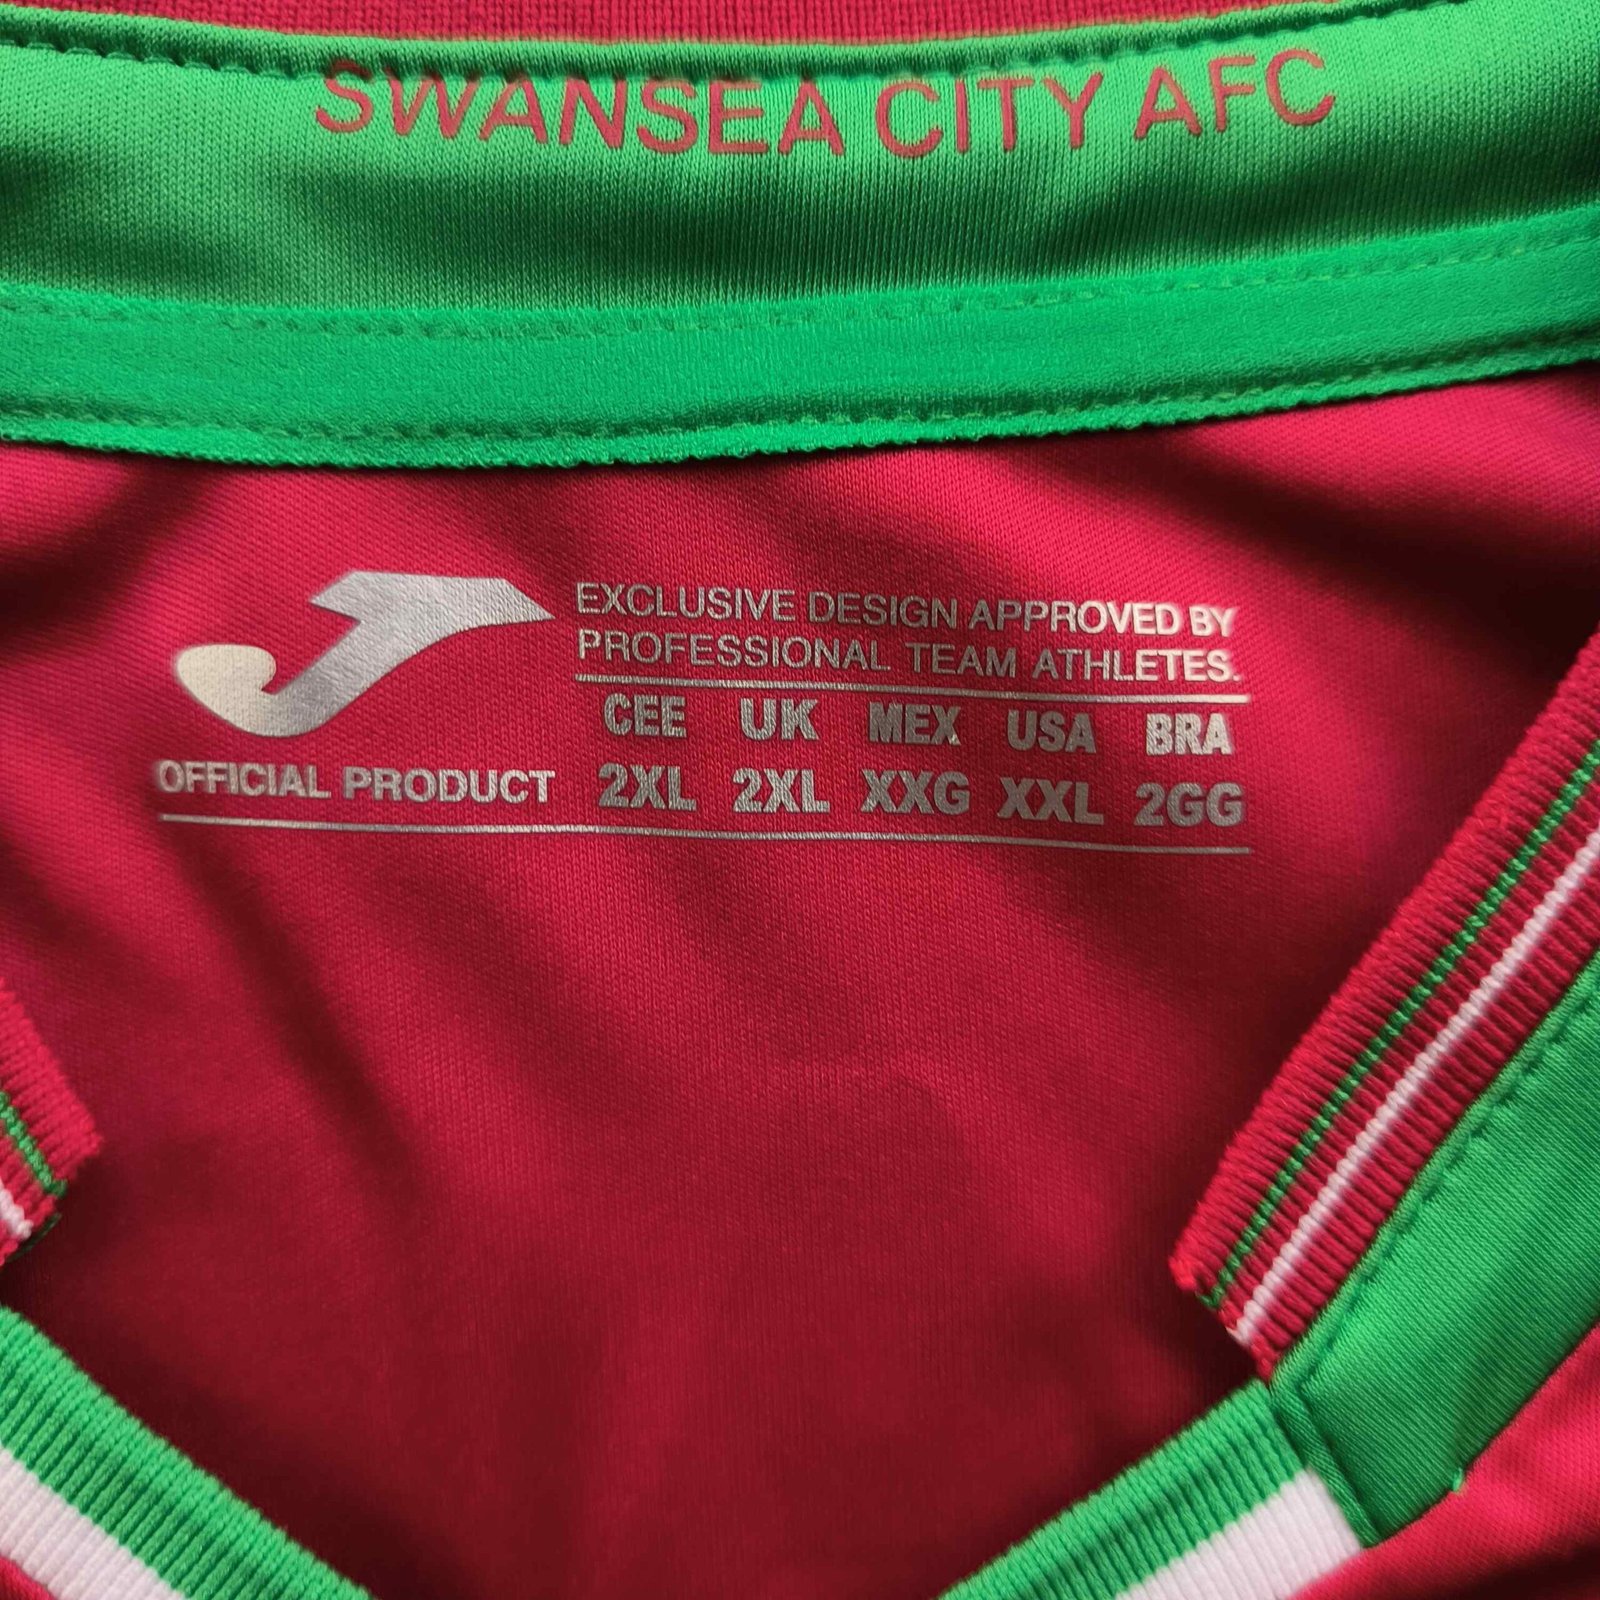 SWANSEA CITY AFC
EXCLUSIVE DESIGN APPROVED BY
PROFESSIONAL TEAM ATHLETES.
CEE UK MEX USA BRA
OFFICIAL PRODUCT 2XL 2XL XXG XXL 2GG